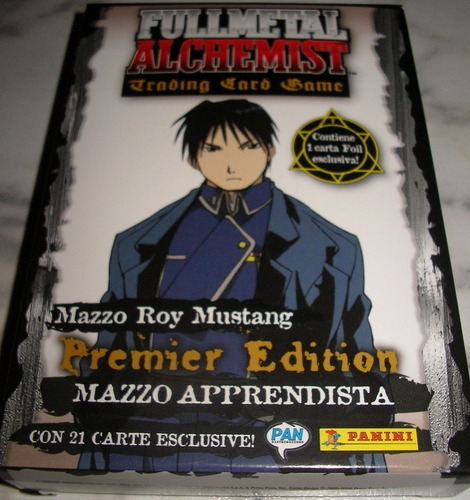 FULLMETAL
ALCHEMIST
Trading Card Game
Contiene
1 carta Foil
esclusiva!
Mazzo Roy Mustang
Premier Edition
MAZZO APPRENDISTA
CON 21 CARTE ESCLUSIVE!
PAN
PANINI